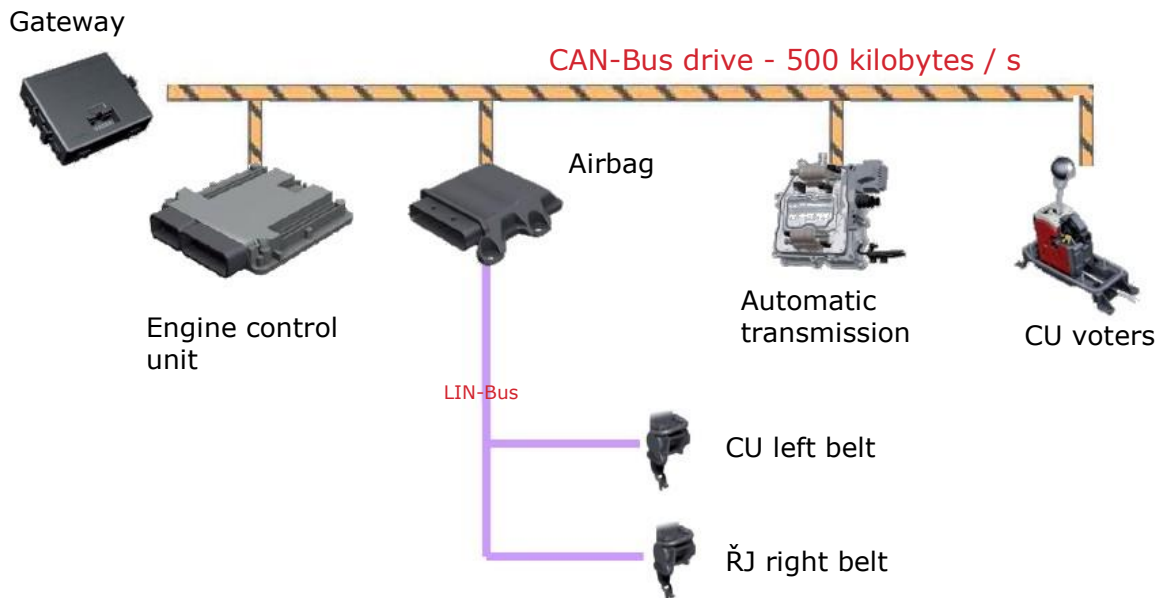 Gateway
CAN-Bus drive - 500 kilobytes / s
Airbag
Engine control
unit
Automatic
transmission
CU voters
LIN-Bus
CU left belt
ŘJ right belt